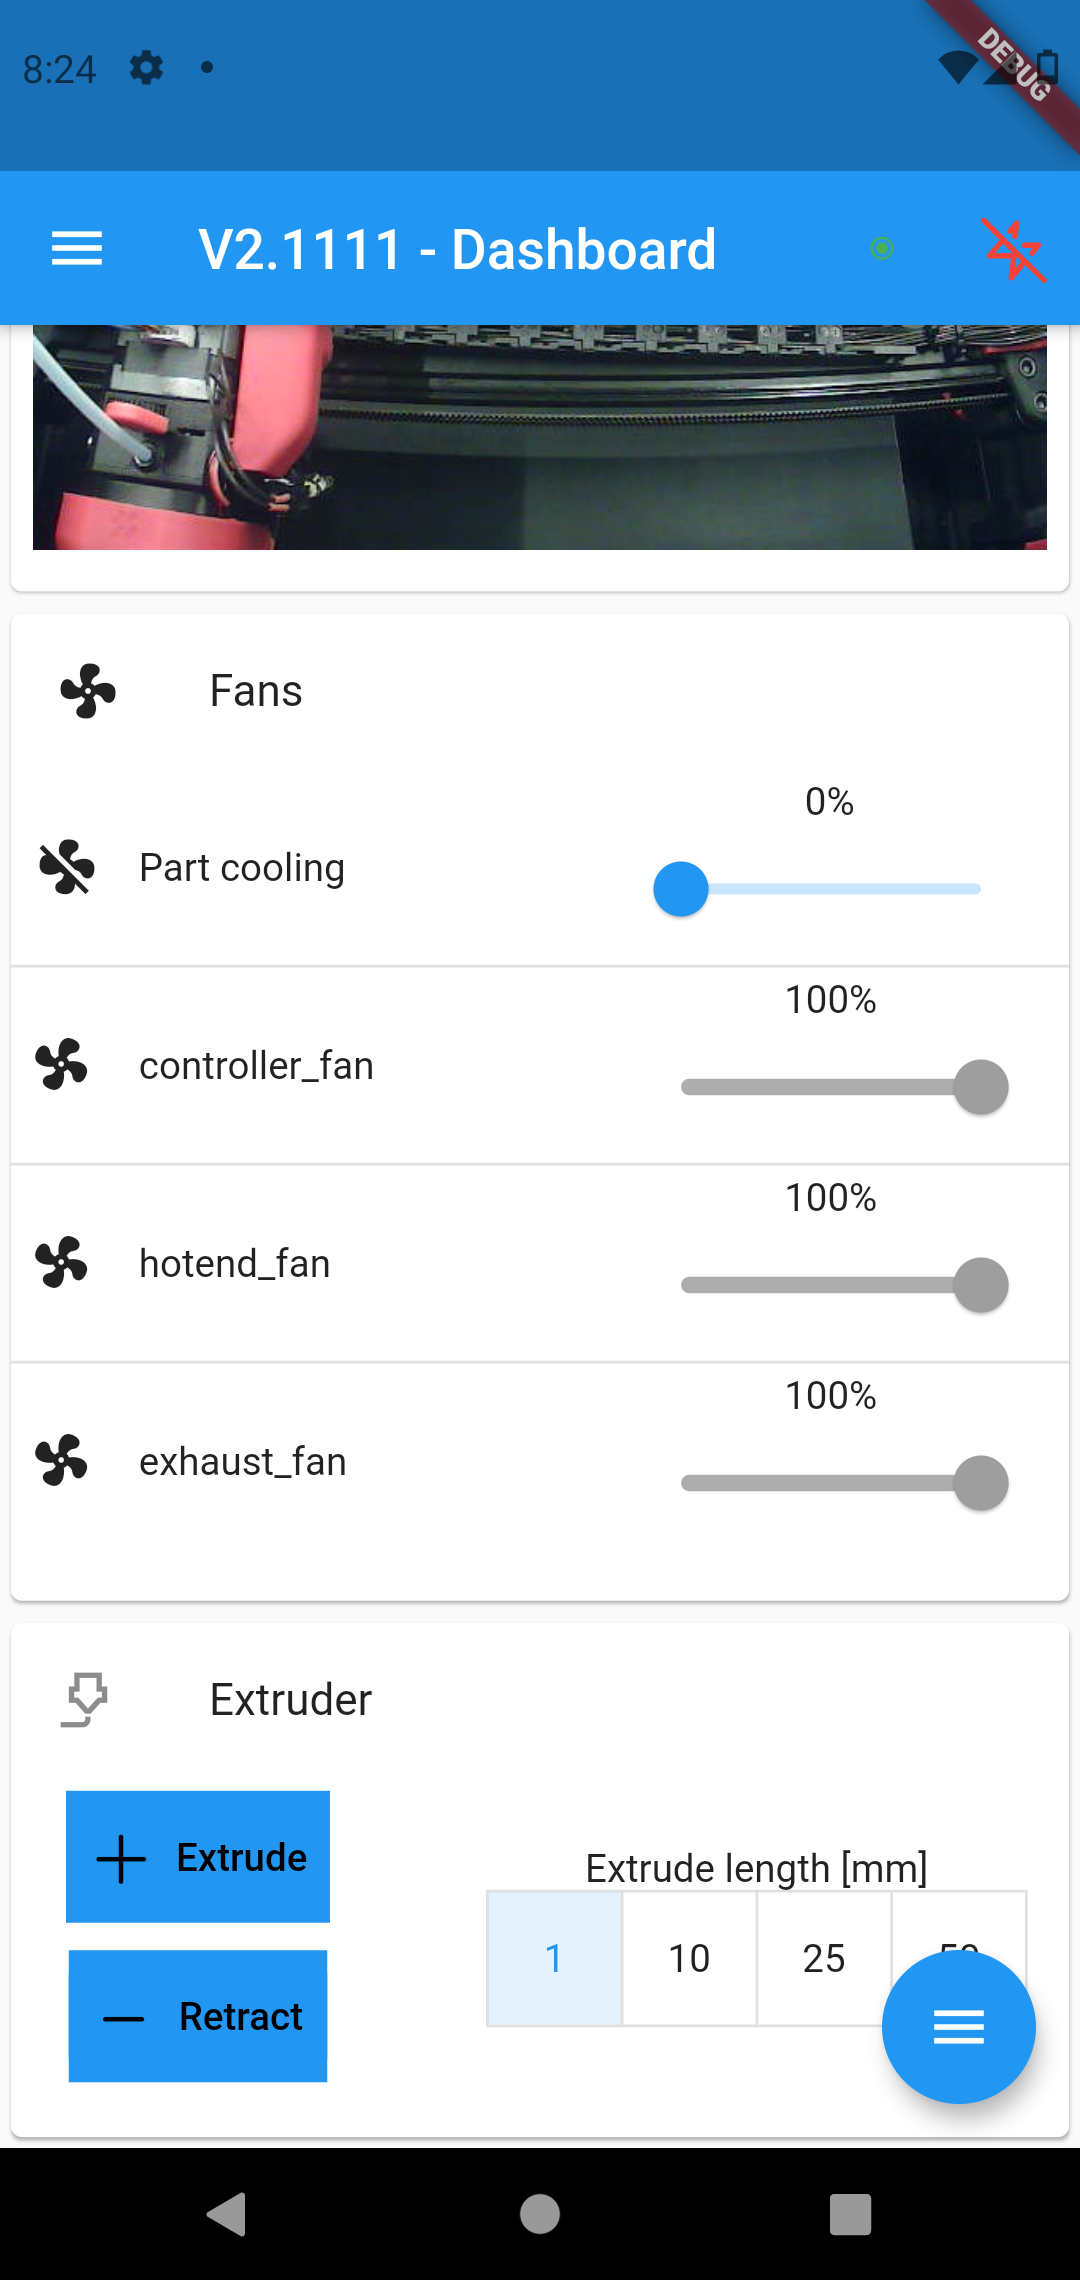 8:24
DEBUG
V2.1111 - Dashboard
Fans
0%
Part cooling
100%
controller_fan
100%
hotend_fan
100%
exhaust_fan
Extruder
Extrude
Extrude length [mm]
1 10 25 50
Retract